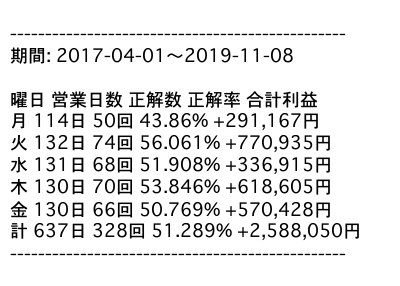 ------------------------------------------------
期間: 2017-04-01～2019-11-08
曜日 営業日数 正解数 正解率 合計利益
月 114日 50回 43.86% +291,167円
火 132日 74回 56.061% +770,935円
水 131日 68回 51.908% +336,915円
木 130日 70回 53.846% +618,605円
金 130日 66回 50.769% +570,428円
計 637日 328回 51.289% +2,588,050円
------------------------------------------------